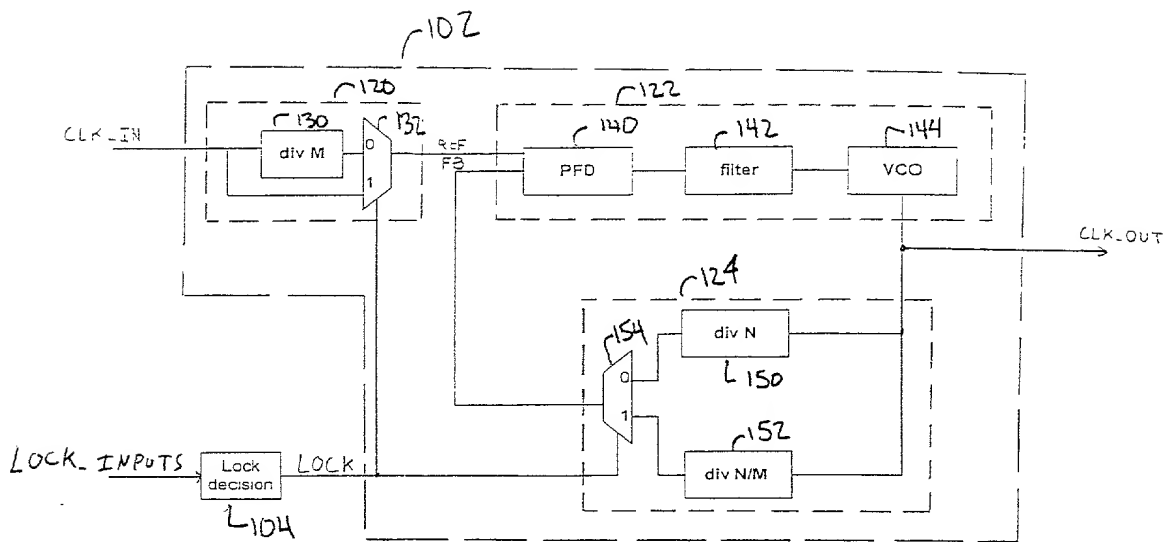 102
120
122
130
132
140
142
144
CLK_IN
div M
0
1
REF
FB
PFD
filter
VCO
CLK_OUT
124
154
div N
0
150
1
152
div N/M
LOCK_INPUTS
Lock
decision
LOCK
104